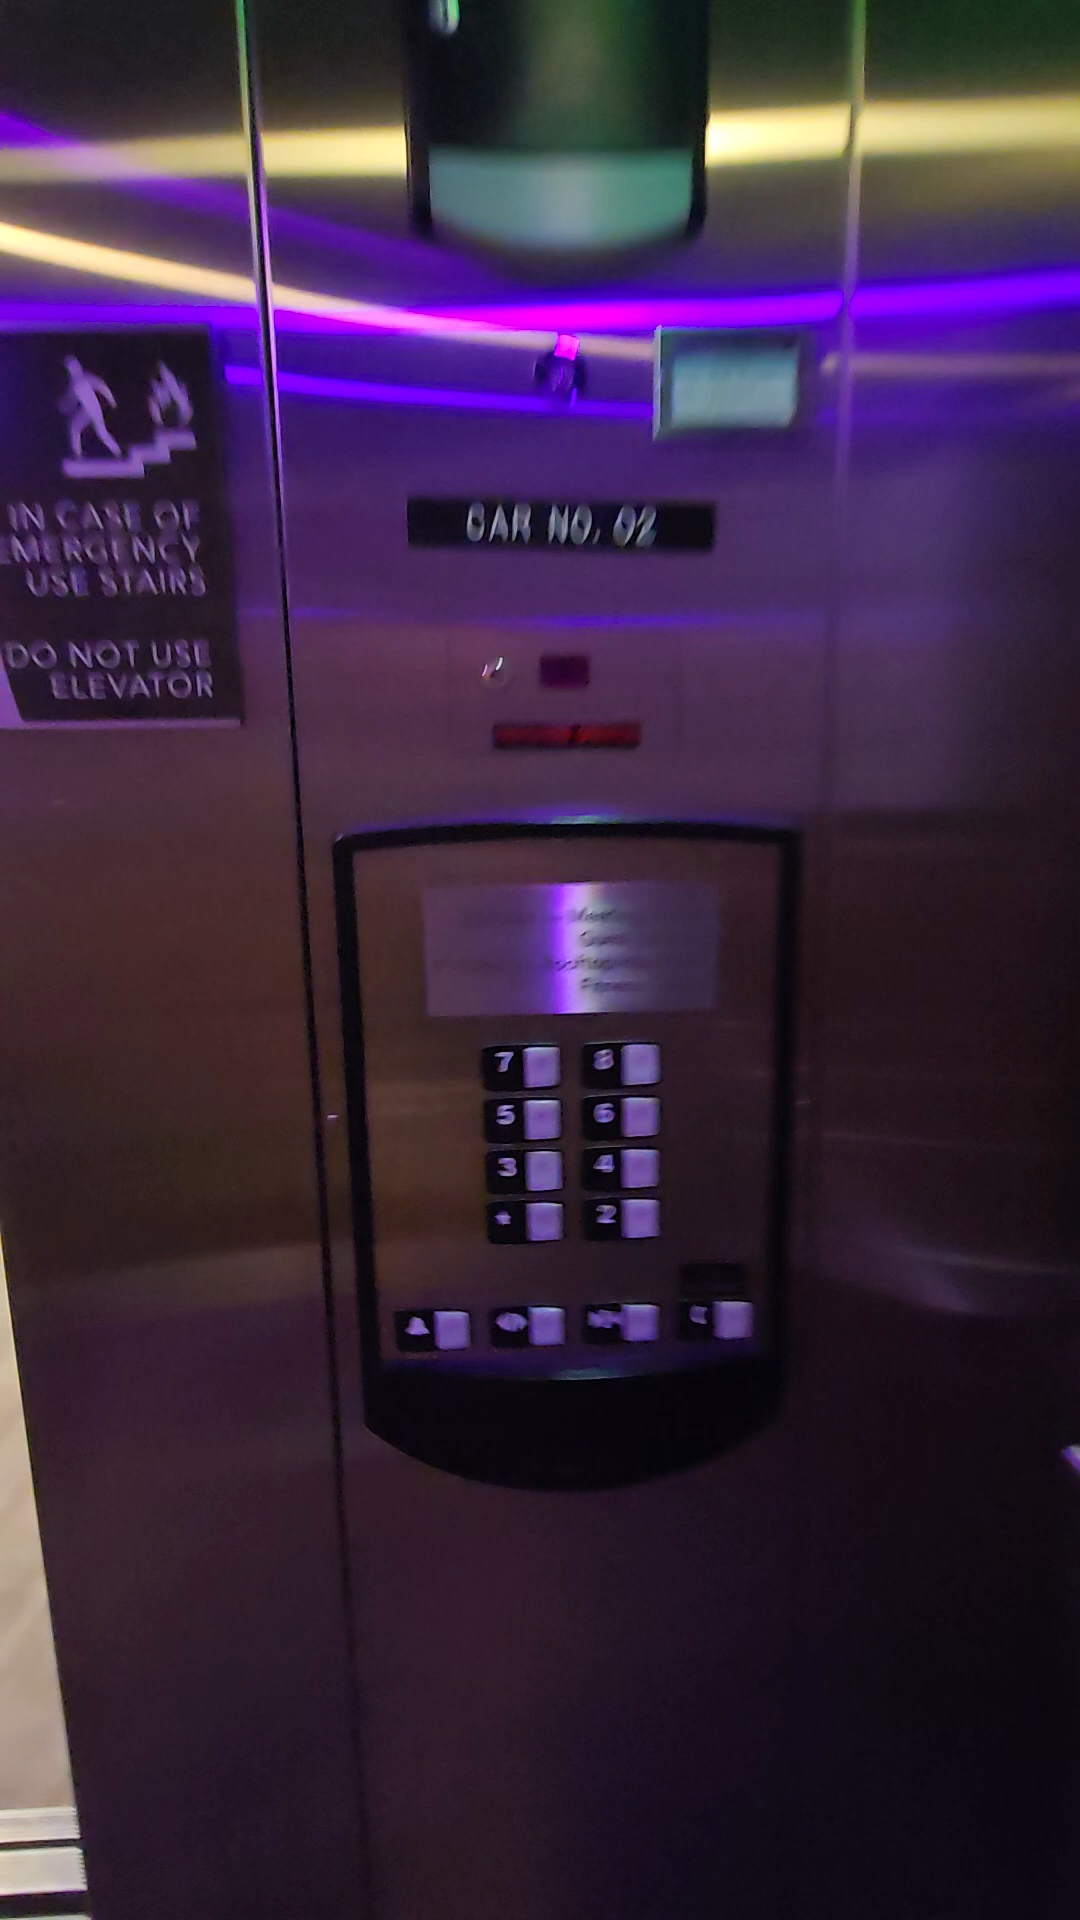 IN CASE OF
EMERGENCY
USE STAIRS
DO NOT USE
ELEVATOR
CAR NO. 02
7 8
5 6
3 4
2